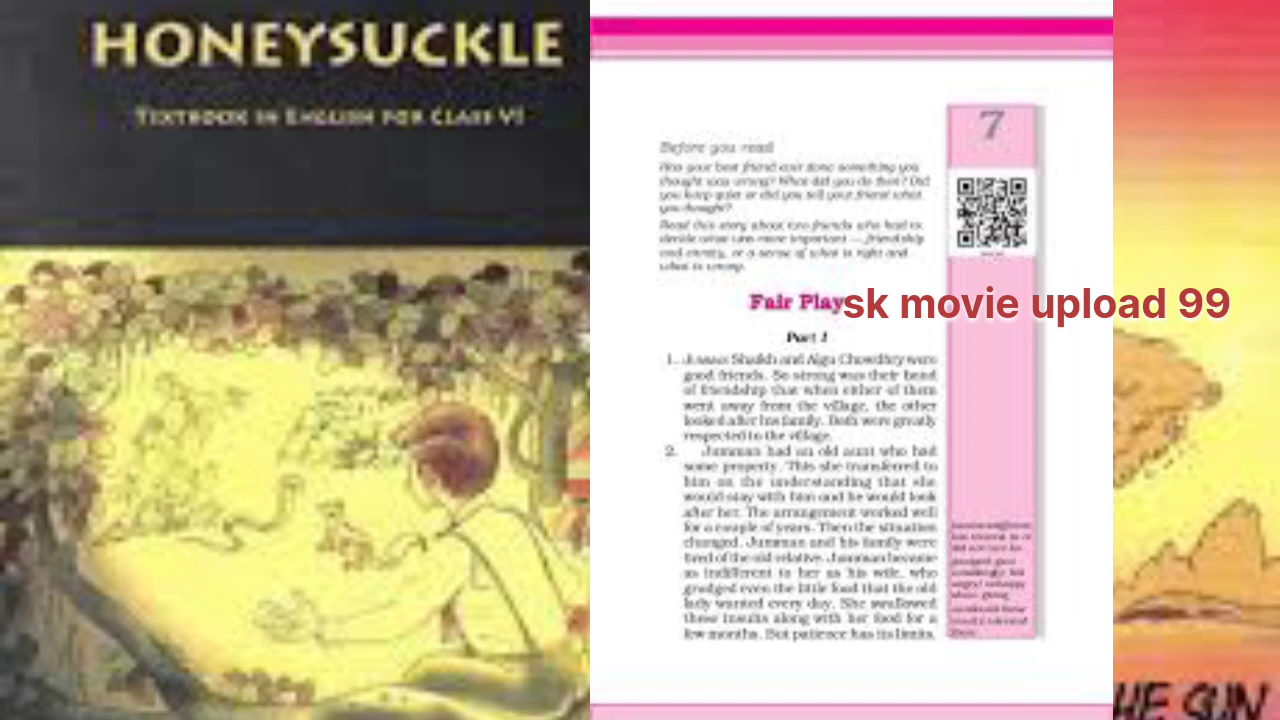 HONEYSUCKLE
TEXTBOOK IN ENGLISH FOR CLASS VI
7
Before you read
Has your best friend ever done something you
thought was wrong? What did you do then? Did
you keep quiet or did you tell your friend what
you thought?
Read this story about two friends who had to
decide what was more important — friendship
and enmity, or a sense of what is right and
what is wrong.
Fair Play
sk movie upload 99
Part I
1. Jumman Shaikh and Algu Chowdhry were
good friends. So strong was their bond
of friendship that when either of them
went away from the village, the other
looked after his family. Both were greatly
respected in the village.
2. Jumman had an old aunt who had
some property. This she transferred to
him on the understanding that she
would stay with him and he would look
after her. The arrangement worked well
for a couple of years. Then the situation
changed. Jumman and his family were
tired of the old relative. Jumman became
as indifferent to her as his wife, who
grudged even the little food that the old
lady wanted every day. She swallowed
these insults along with her food for a
few months. But patience has its limits.
HE SUN